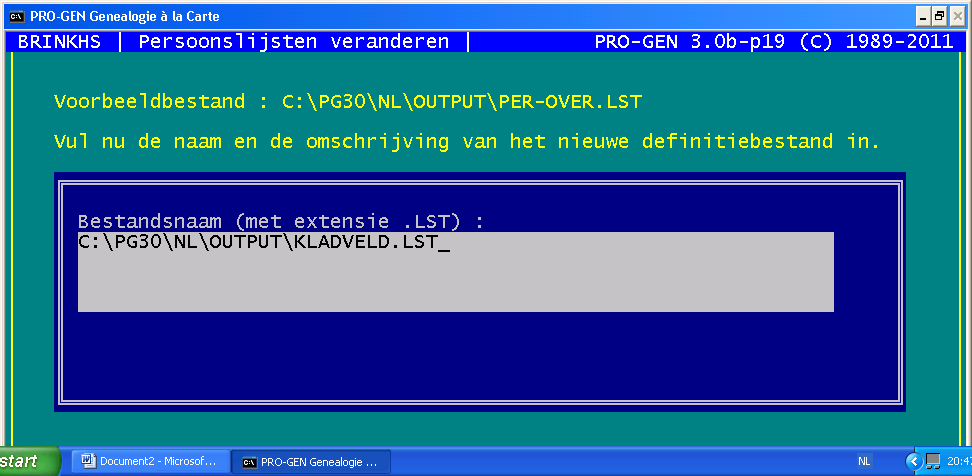 PRO-GEN Genealogie à la Carte
BRINKHS | Persoonslijsten veranderen | PRO-GEN 3.0b-p19 (C) 1989-2011
Voorbeeldbestand : C:\PG30\NL\OUTPUT\PER-OVER.LST
Vul nu de naam en de omschrijving van het nieuwe definitiebestand in.
Bestandsnaam (met extensie .LST) :
C:\PG30\NL\OUTPUT\KLADVELD.LST_
start Document2 - Microsof... PRO-GEN Genealogie ... NL